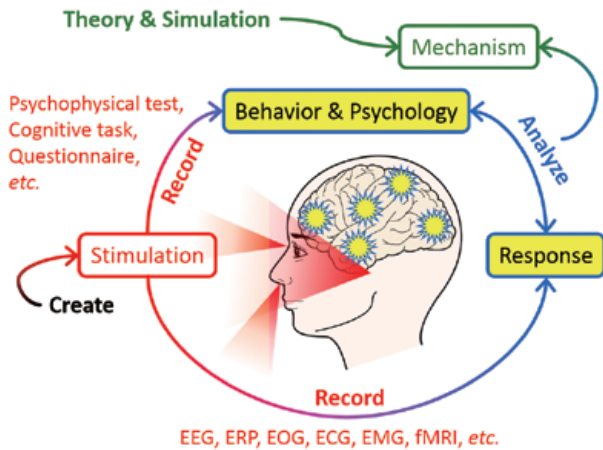 Theory & Simulation
Mechanism
Psychophysical test,
Cognitive task,
Questionnaire,
etc.
Behavior & Psychology
Record
Analyze
Stimulation
Response
Create
Record
EEG, ERP, EOG, ECG, EMG, fMRI, etc.